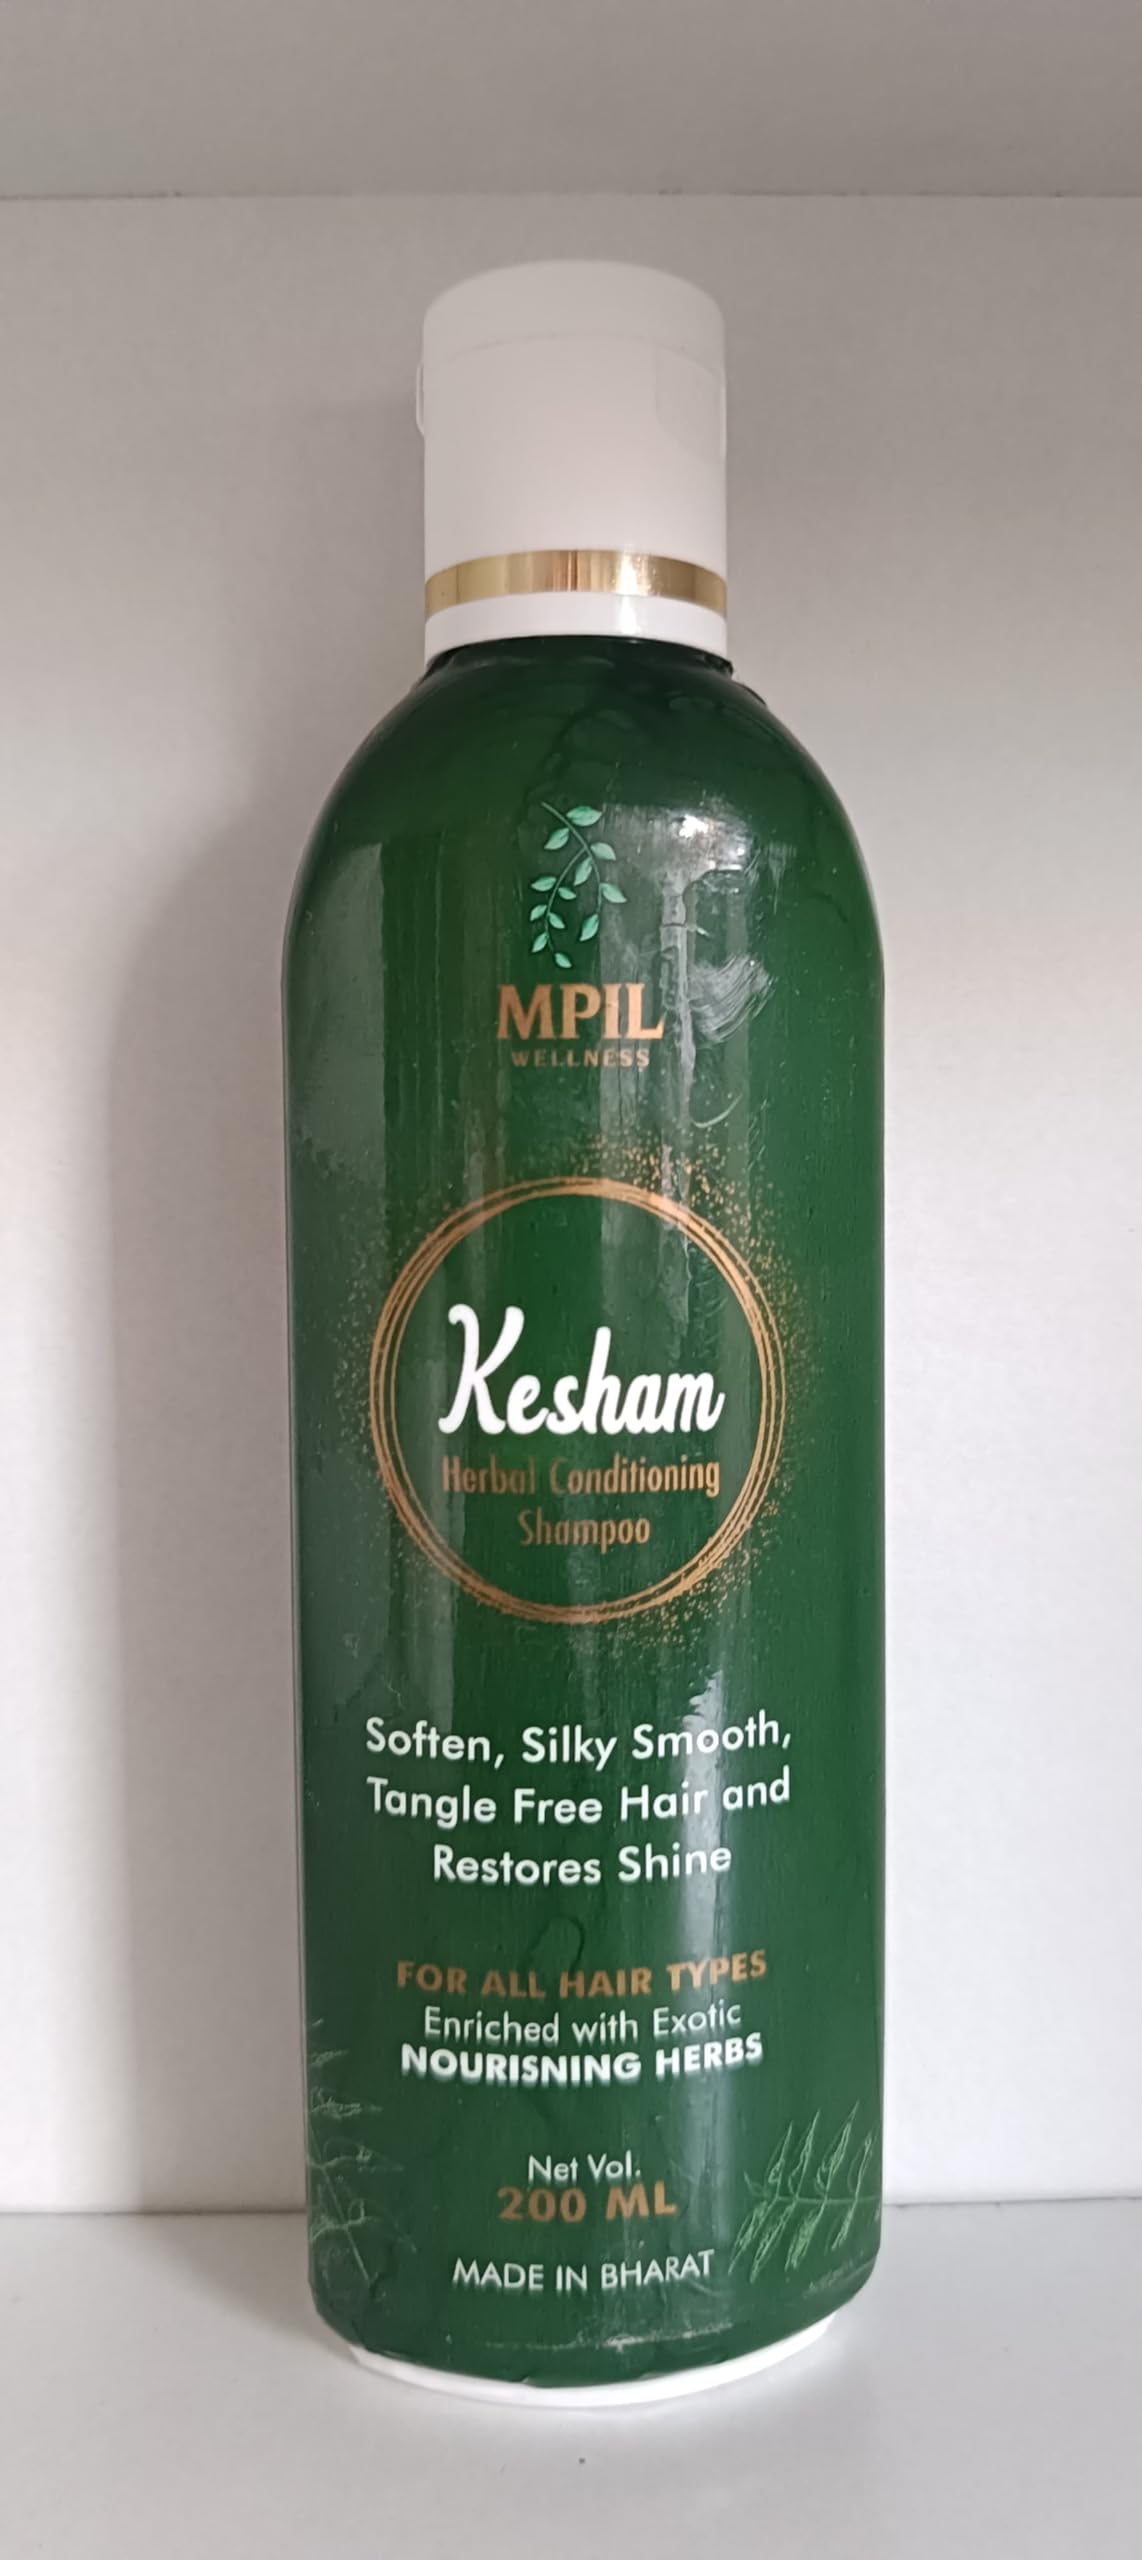 MPIL
WELLNESS
Kesham
Herbal Conditioning
Shampoo
Soften, Silky Smooth,
Tangle Free Hair and
Restores Shine
FOR ALL HAIR TYPES
Enriched with Exotic
NOURISNING HERBS
Net Vol.
200 ML
MADE IN BHARAT